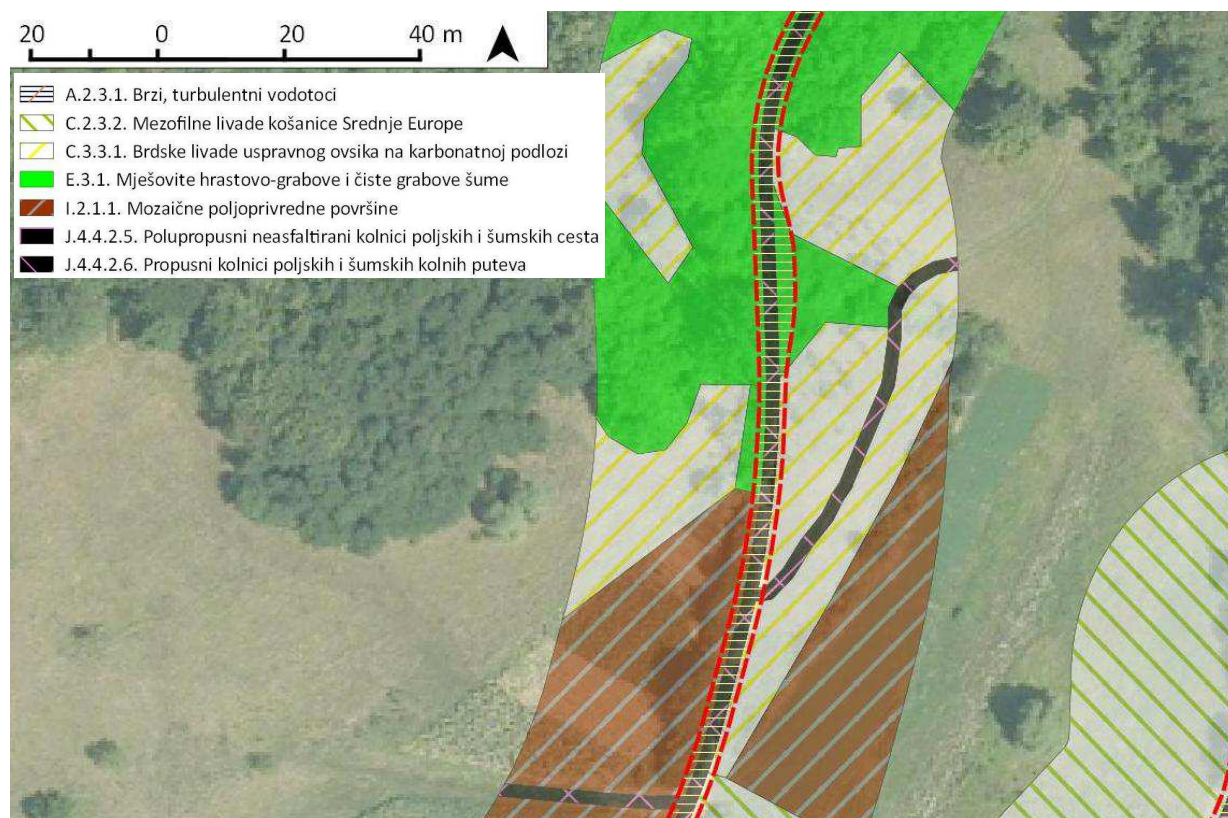 20 0 20 40 m
A.2.3.1. Brzi, turbulentni vodotoci
C.2.3.2. Mezofilne livade košanice Srednje Europe
C.3.3.1. Brdske livade uspravnog ovsika na karbonatnoj podlozi
E.3.1. Mješovite hrastovo-grabove i čiste grabove šume
I.2.1.1. Mozaične poljoprivredne površine
J.4.4.2.5. Polupropusni neasfaltirani kolnici poljskih i šumskih cesta
J.4.4.2.6. Propusni kolnici poljskih i šumskih kolnih puteva